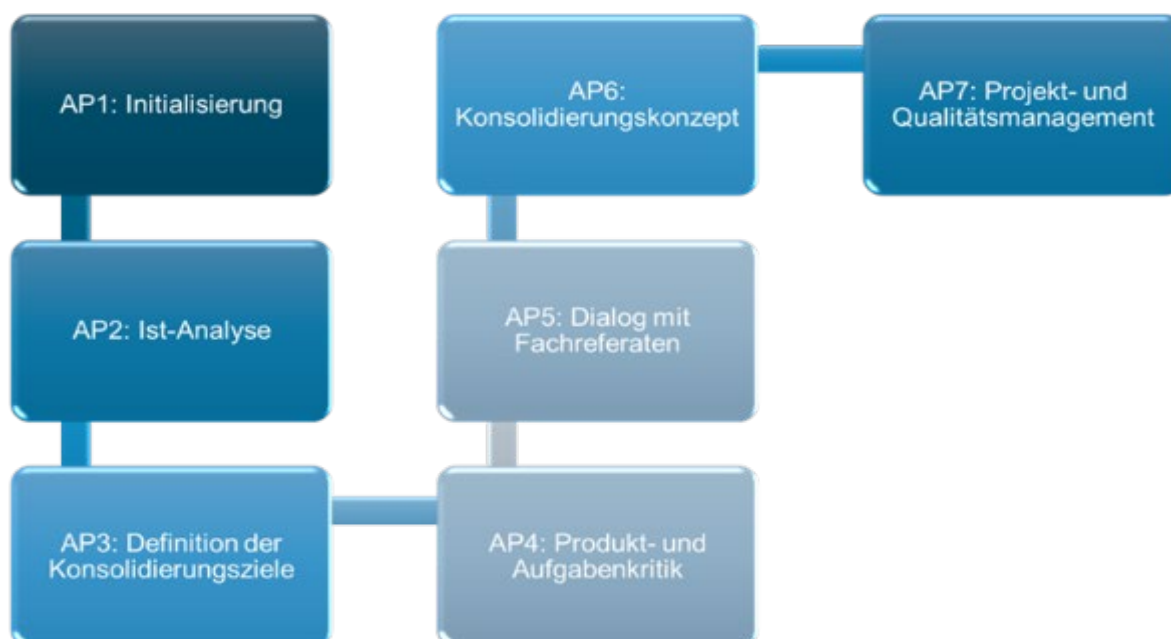 AP1: Initialisierung
AP2: Ist-Analyse
AP3: Definition der
Konsolidierungsziele
AP4: Produkt- und
Aufgabenkritik
AP5: Dialog mit
Fachreferaten
AP6:
Konsolidierungskonzept
AP7: Projekt- und
Qualitätsmanagement